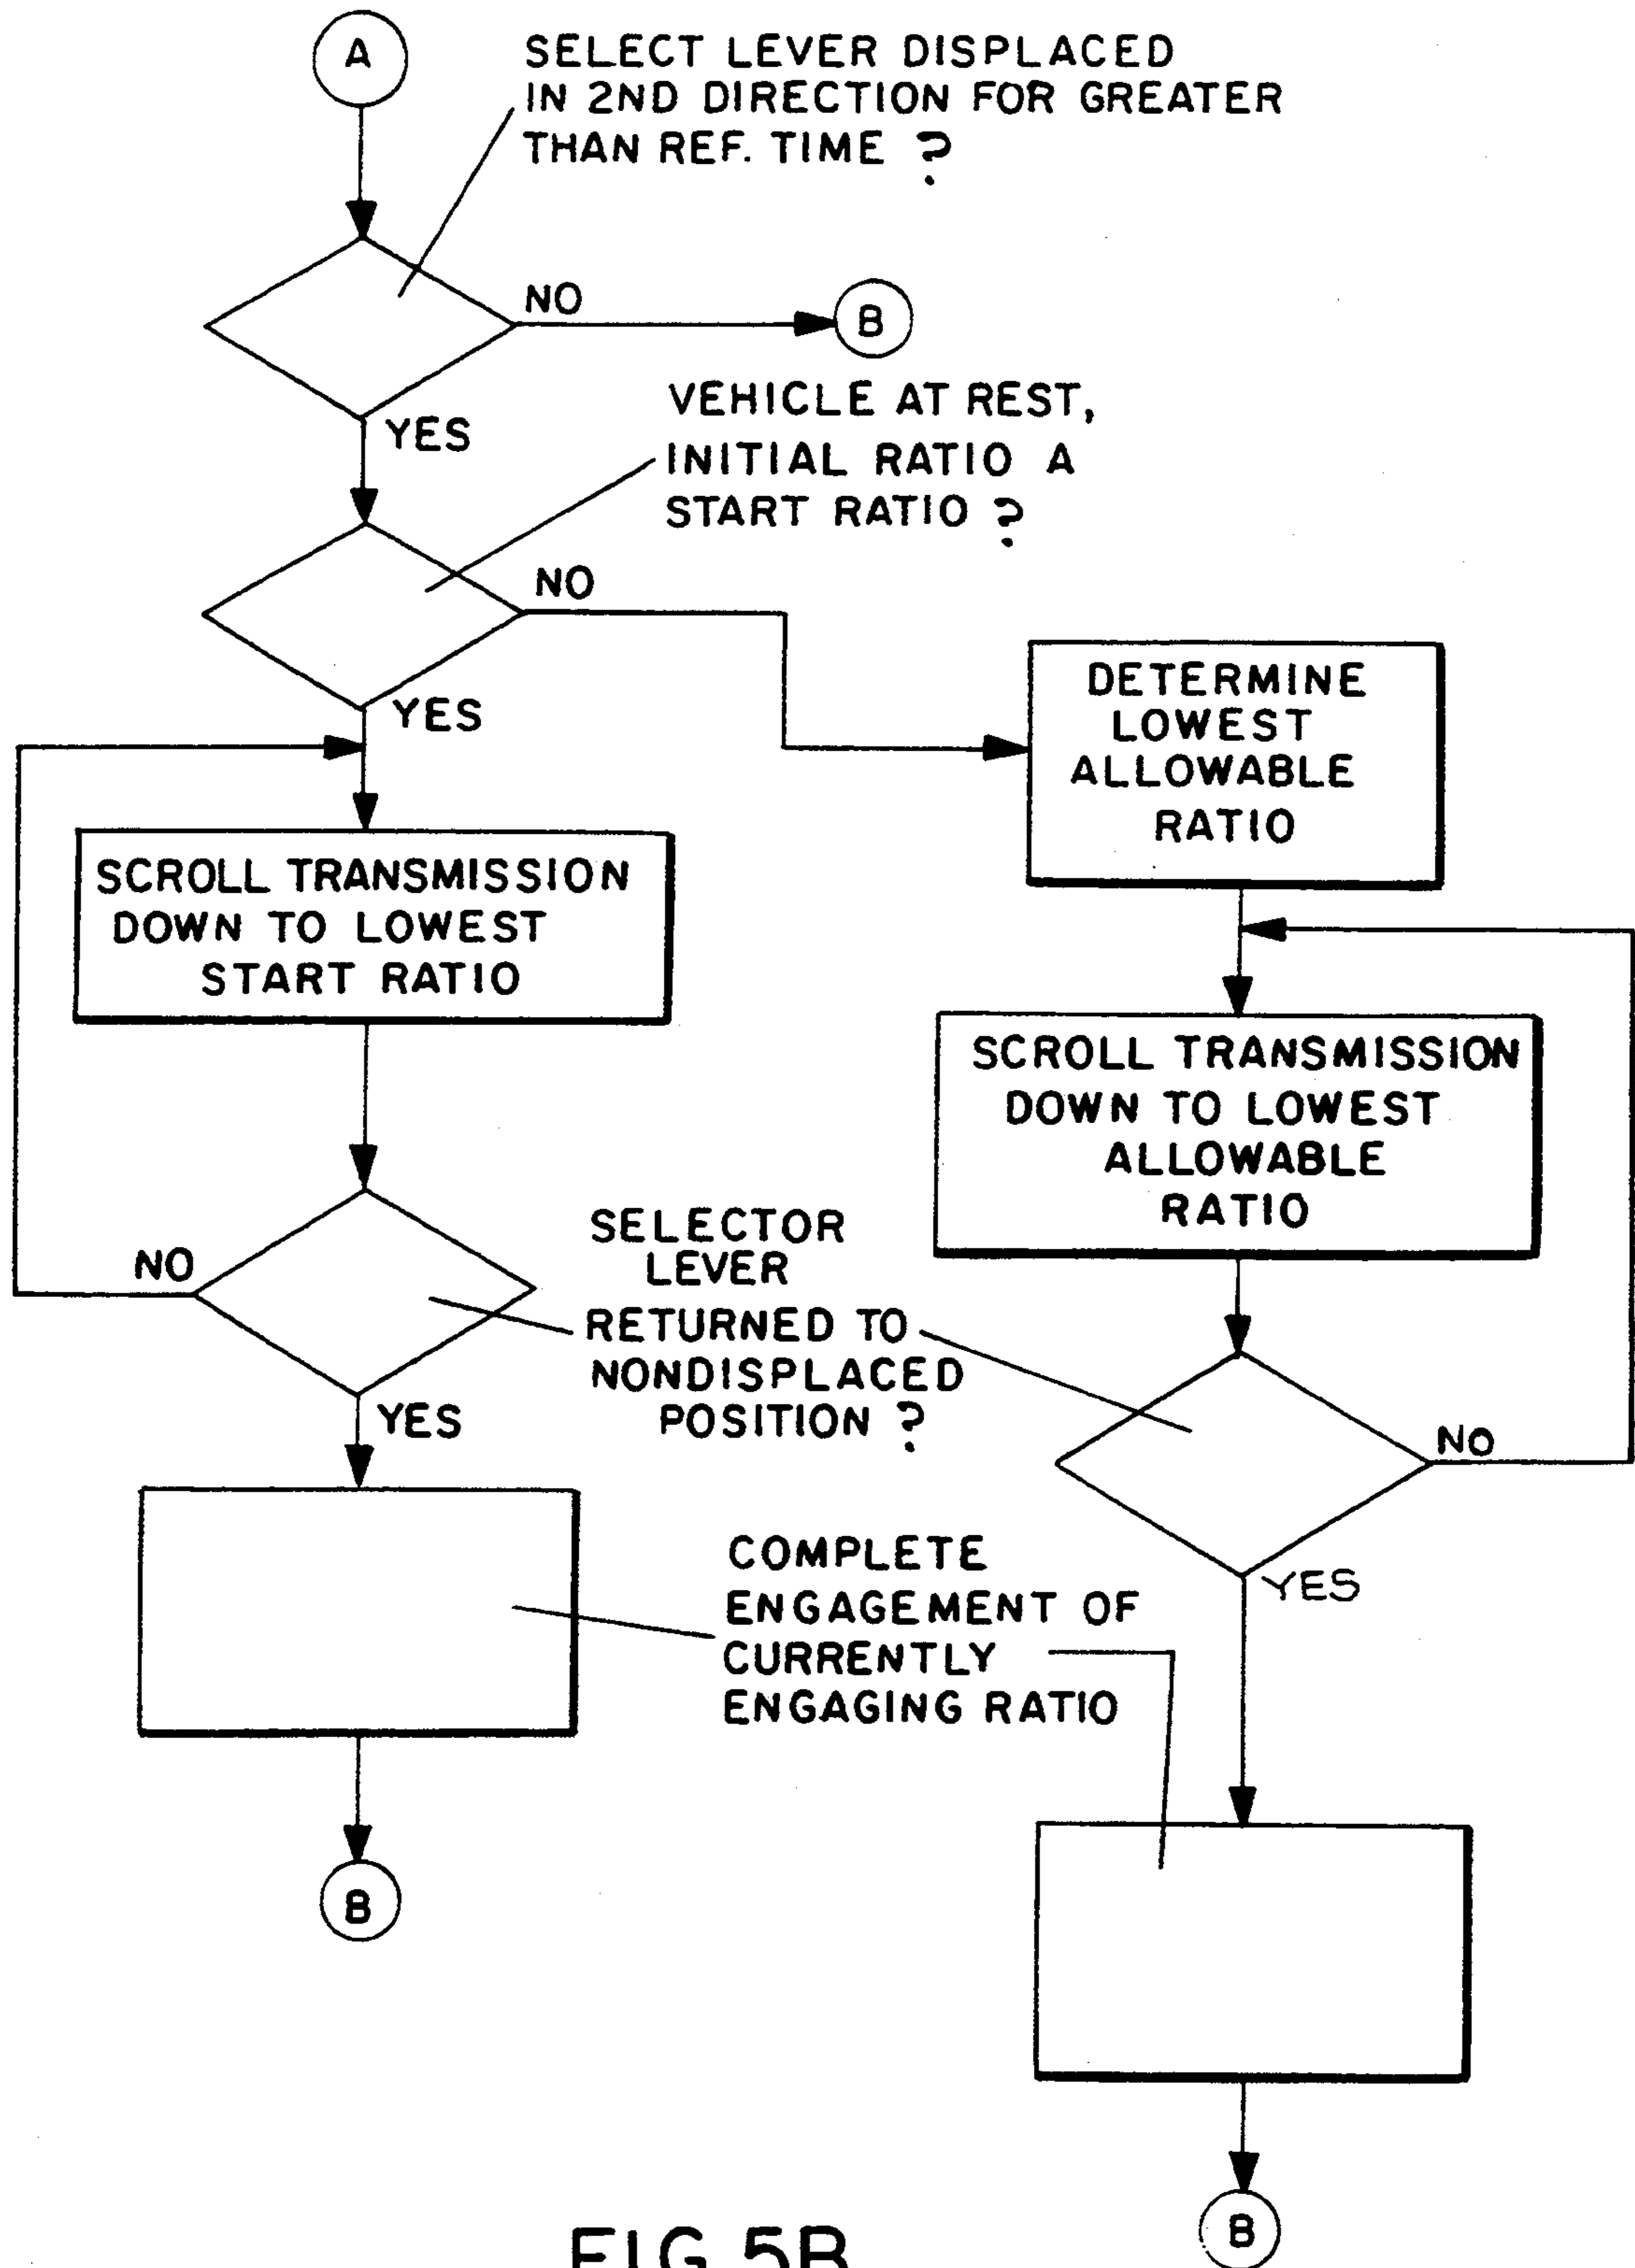 A
SELECT LEVER DISPLACED
IN 2ND DIRECTION FOR GREATER
THAN REF. TIME ?
NO
B
YES
VEHICLE AT REST,
INITIAL RATIO A
START RATIO ?
NO
YES
DETERMINE
LOWEST
ALLOWABLE
RATIO
SCROLL TRANSMISSION
DOWN TO LOWEST
START RATIO
SCROLL TRANSMISSION
DOWN TO LOWEST
ALLOWABLE
RATIO
NO
SELECTOR
LEVER
RETURNED TO
NONDISPLACED
POSITION ?
YES
NO
YES
COMPLETE
ENGAGEMENT OF
CURRENTLY
ENGAGING RATIO
B
B
FIG 5B